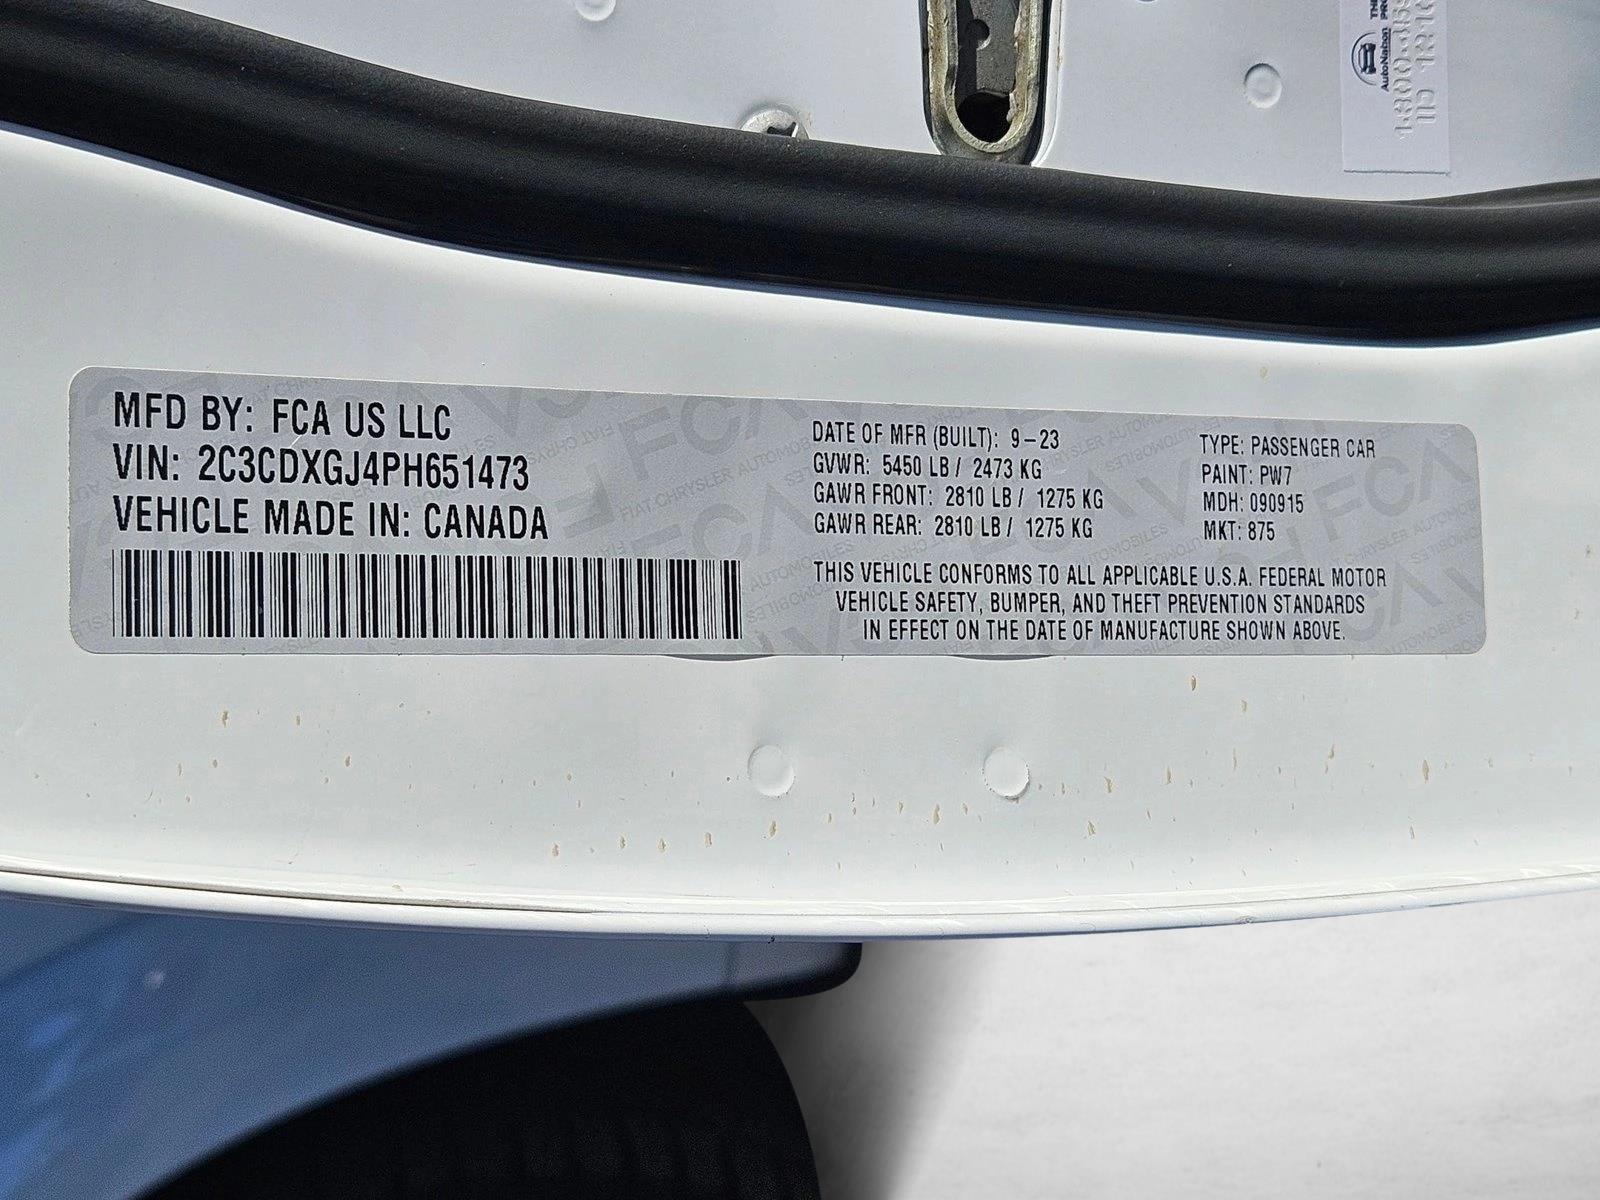 MFD BY: FCA US LLC
VIN: 2C3CDXGJ4PH651473
VEHICLE MADE IN: CANADA
DATE OF MFR (BUILT): 9-23
GVWR: 5450 LB / 2473 KG
GAWR FRONT: 2810 LB / 1275 KG
GAWR REAR: 2810 LB / 1275 KG
TYPE: PASSENGER CAR
PAINT: PW7
MDH: 090915
MKT: 875
THIS VEHICLE CONFORMS TO ALL APPLICABLE U.S.A. FEDERAL MOTOR
VEHICLE SAFETY, BUMPER, AND THEFT PREVENTION STANDARDS
IN EFFECT ON THE DATE OF MANUFACTURE SHOWN ABOVE.
AutoNation